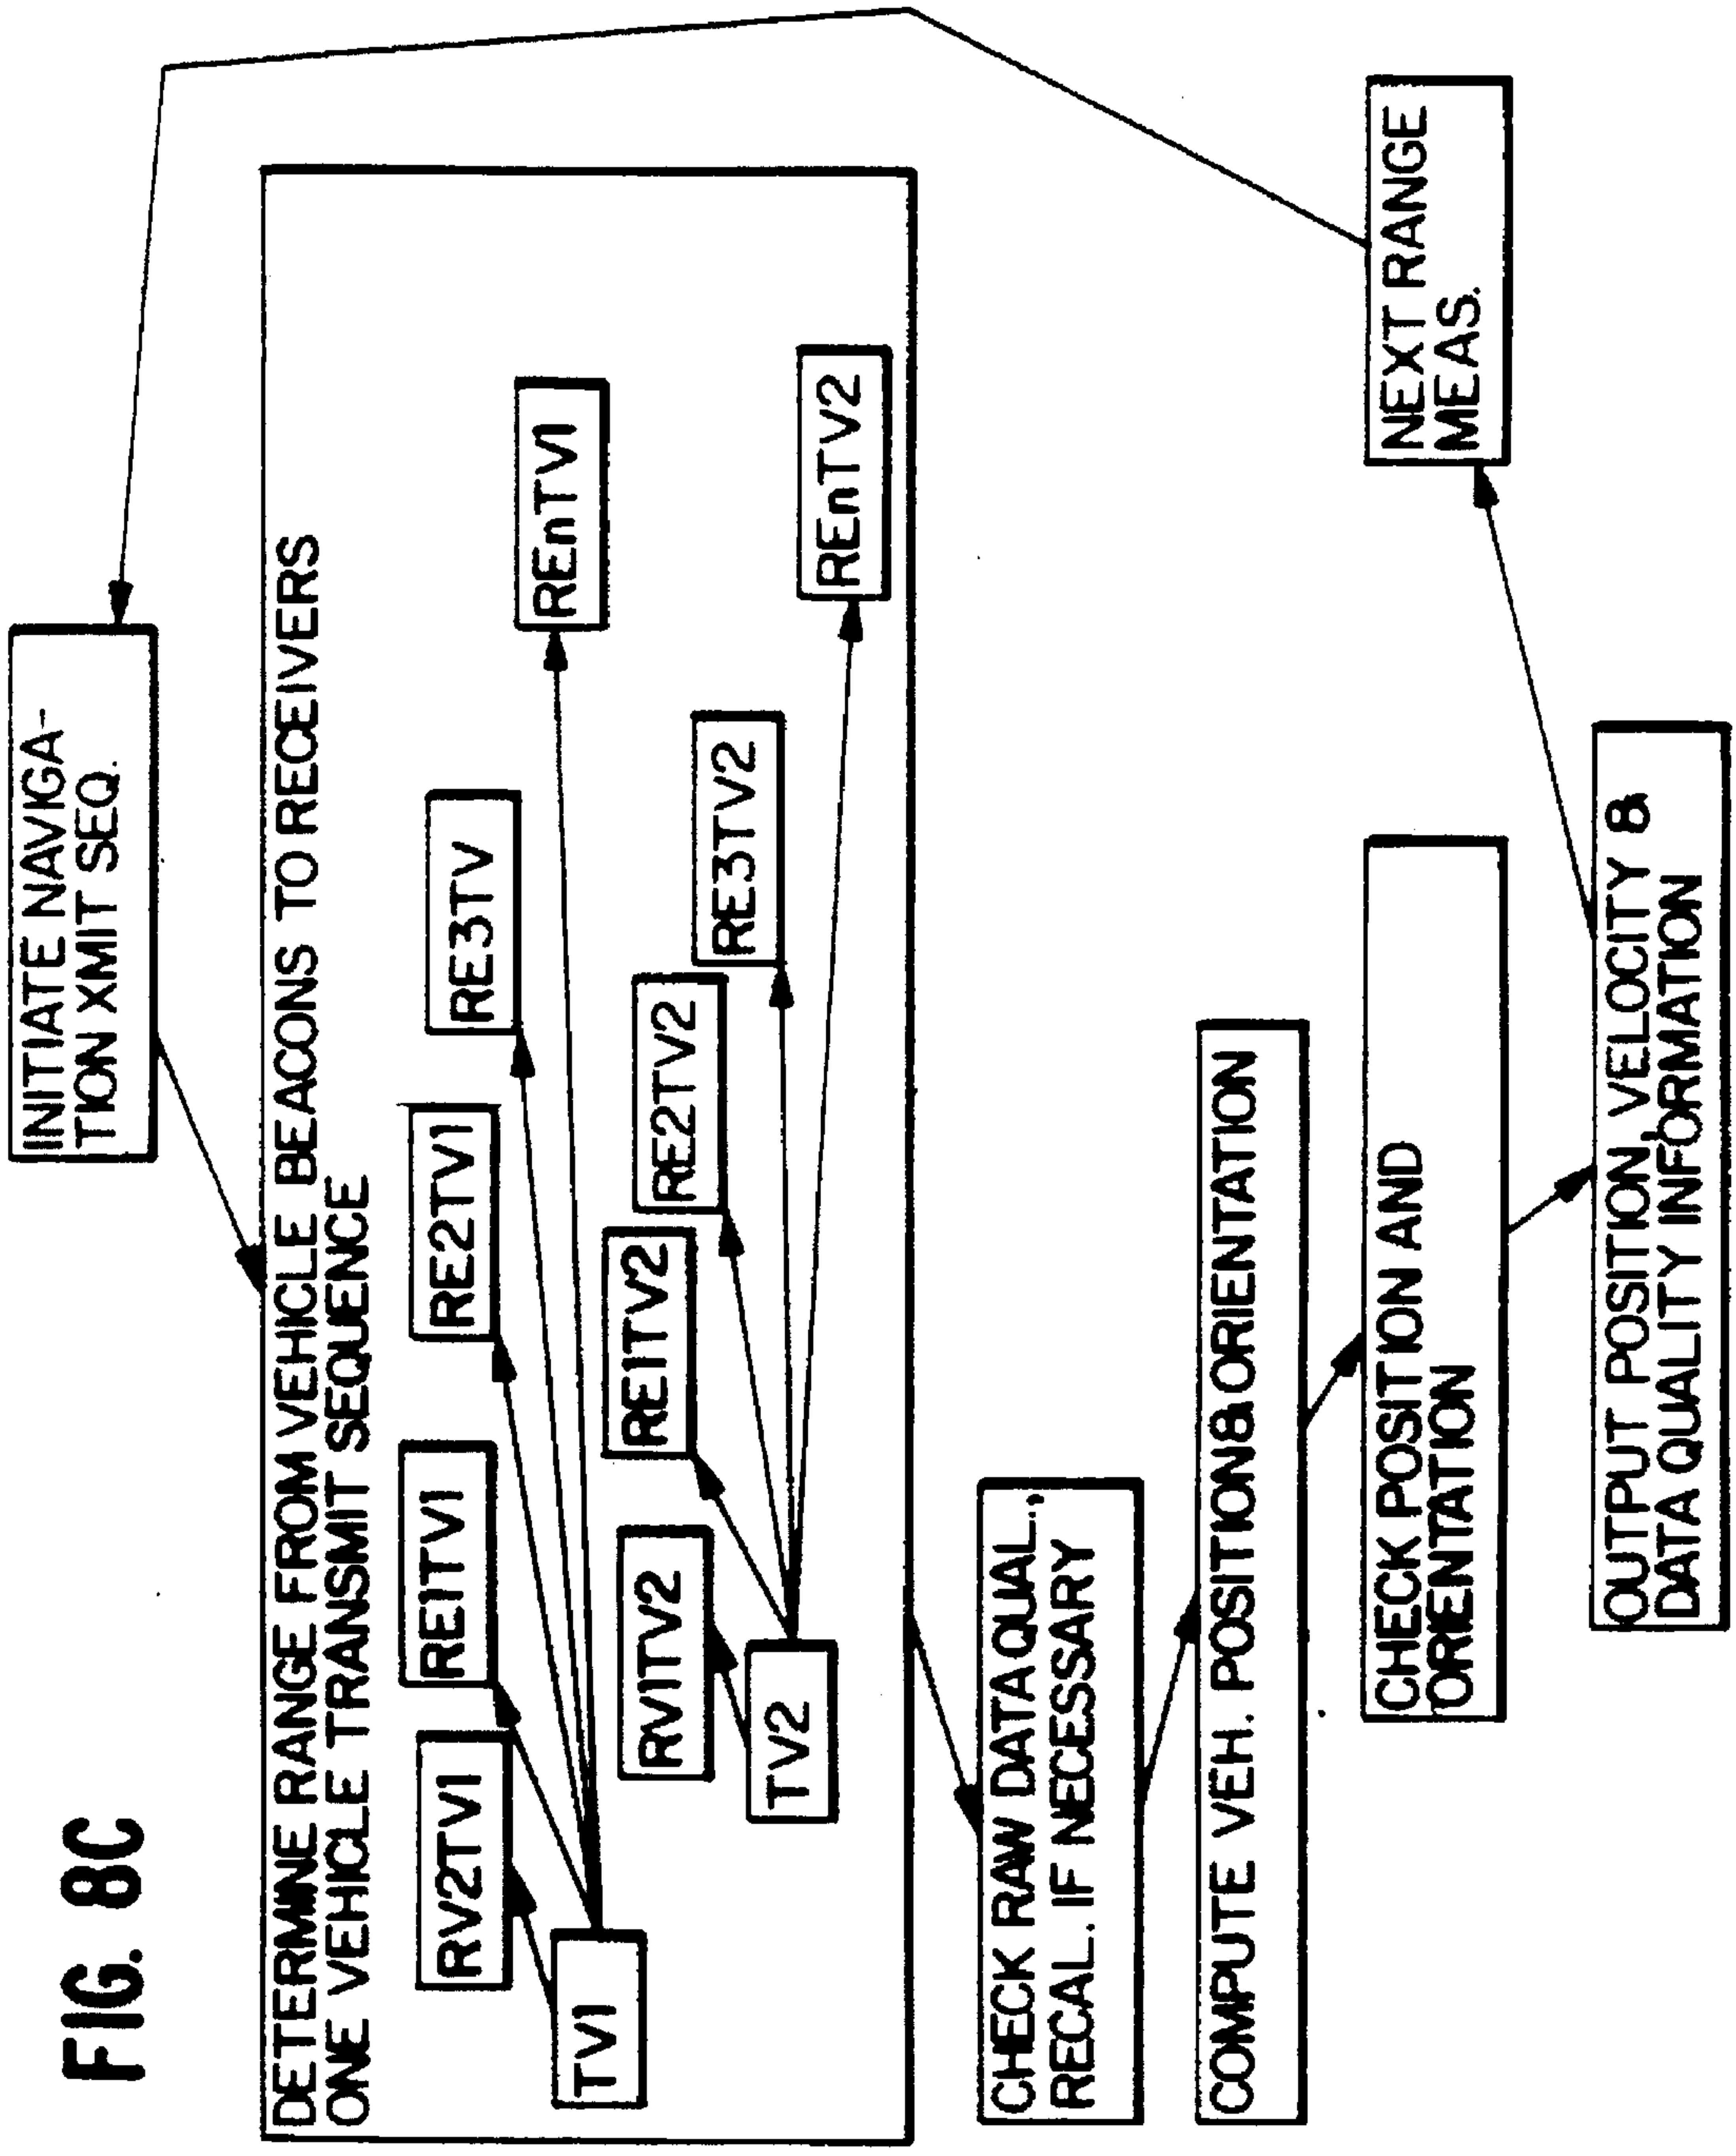 FIG. 8C
INITIATE NAVIGA-
TION XMIT SEQ.
DETERMINE RANGE FROM VEHICLE BEACONS TO RECEIVERS
ONE VEHICLE TRANSMIT SEQUENCE
RV2TV1
RE1TV1
RE2TV1
RE3TV
REnTV1
TV1
RV1TV2
RE1TV2
RE2TV2
RE3TV2
REnTV2
TV2
CHECK RAW DATA QUAL.,
RECAL. IF NECESSARY
COMPUTE VEH. POSITION & ORIENTATION
CHECK POSITION AND
ORIENTATION
OUTPUT POSITION, VELOCITY &
DATA QUALITY INFORMATION
NEXT RANGE
MEAS.